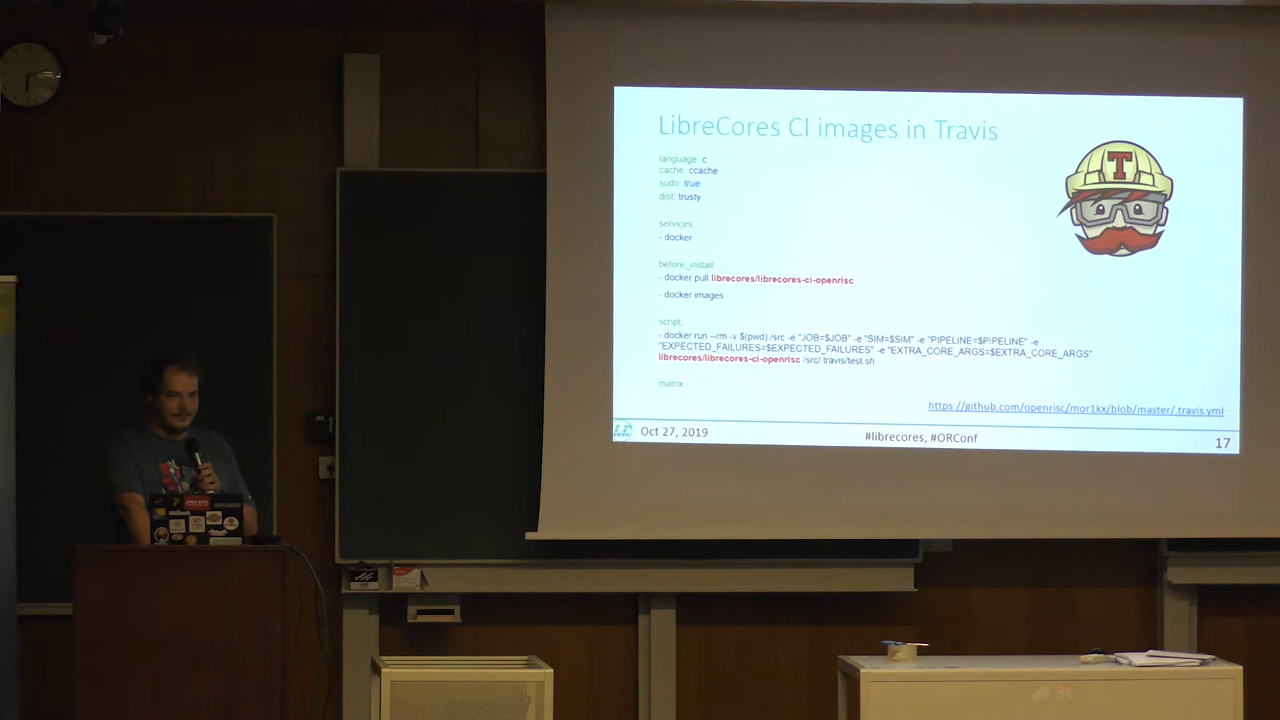 LibreCores CI images in Travis
language: c
cache: ccache
sudo: true
dist: trusty
services:
- docker
before_install:
- docker pull librecores/librecores-ci-openrisc
- docker images
script:
- docker run --rm -v $(pwd):/src -e "JOB=$JOB" -e "SIM=$SIM" -e "PIPELINE=$PIPELINE" -e
"EXPECTED_FAILURES=$EXPECTED_FAILURES" -e "EXTRA_CORE_ARGS=$EXTRA_CORE_ARGS"
librecores/librecores-ci-openrisc /src/.travis/test.sh
matrix:
T
https://github.com/openrisc/mor1kx/blob/master/.travis.yml
Oct 27, 2019
#librecores, #ORConf
17